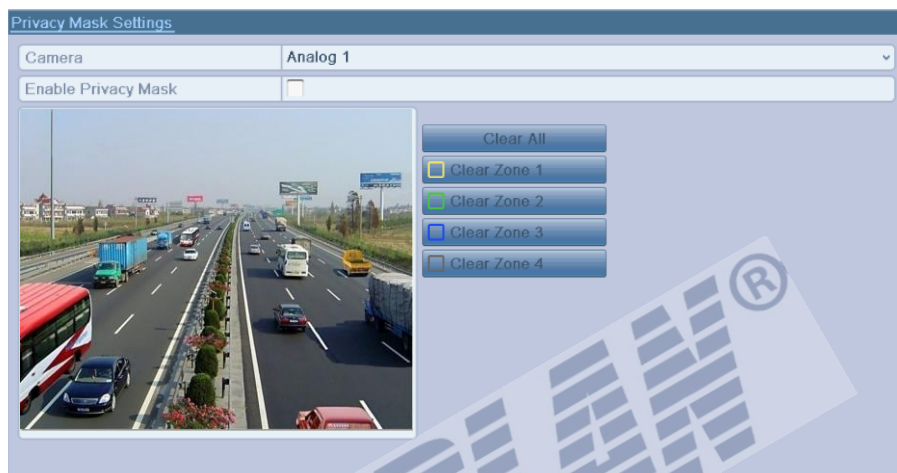 Privacy Mask Settings
Camera
Analog 1
Enable Privacy Mask
Clear All
Clear Zone 1
Clear Zone 2
Clear Zone 3
Clear Zone 4
®